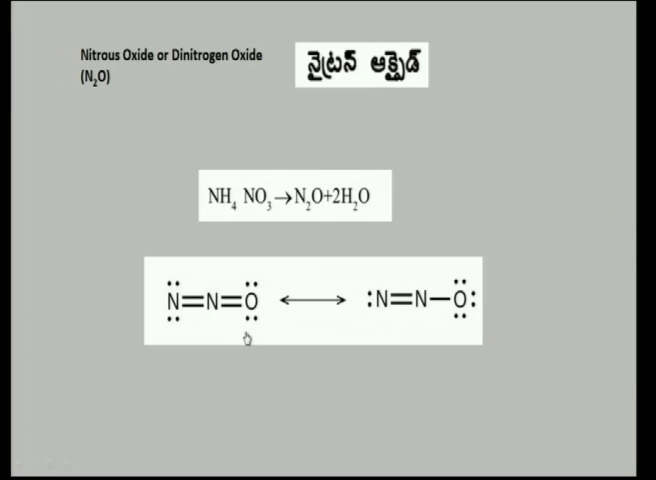 Nitrous Oxide or Dinitrogen Oxide
(N₂O)
నైట్రస్ ఆక్సైడ్
NH₄ NO₃→N₂O+2H₂O
N=N=O ⟷ :N=N–O: